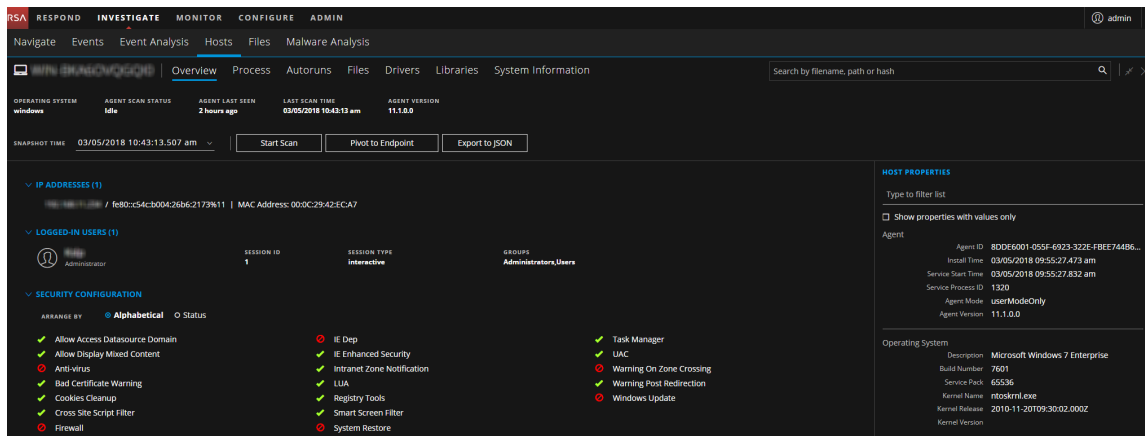 RSA RESPOND INVESTIGATE MONITOR CONFIGURE ADMIN admin
Navigate Events Event Analysis Hosts Files Malware Analysis
Overview Process Autoruns Files Drivers Libraries System Information Search by filename, path or hash
OPERATING SYSTEM AGENT SCAN STATUS AGENT LAST SEEN LAST SCAN TIME AGENT VERSION
windows Idle 2 hours ago 03/05/2018 10:43:13 am 11.1.0.0
SNAPSHOT TIME 03/05/2018 10:43:13.507 am Start Scan Pivot to Endpoint Export to JSON
IP ADDRESSES (1)
/ fe80::c54c:b004:26b6:2173%11 | MAC Address: 00:0C:29:42:EC:A7
LOGGED-IN USERS (1)
SESSION ID SESSION TYPE GROUPS
Administrator 1 interactive Administrators,Users
SECURITY CONFIGURATION
ARRANGE BY Alphabetical Status
Allow Access Datasource Domain IE Dep Task Manager
Allow Display Mixed Content IE Enhanced Security UAC
Anti-virus Intranet Zone Notification Warning On Zone Crossing
Bad Certificate Warning LUA Warning Post Redirection
Cookies Cleanup Registry Tools Windows Update
Cross Site Script Filter Smart Screen Filter
Firewall System Restore
HOST PROPERTIES
Type to filter list
Show properties with values only
Agent
Agent ID 8DDE6001-055F-6923-322E-FBEE744B6...
Install Time 03/05/2018 09:55:27.473 am
Service Start Time 03/05/2018 09:55:27.832 am
Service Process ID 1320
Agent Mode userModeOnly
Agent Version 11.1.0.0
Operating System
Description Microsoft Windows 7 Enterprise
Build Number 7601
Service Pack 65536
Kernel Name ntoskrnl.exe
Kernel Release 2010-11-20T09:30:02.000Z
Kernel Version